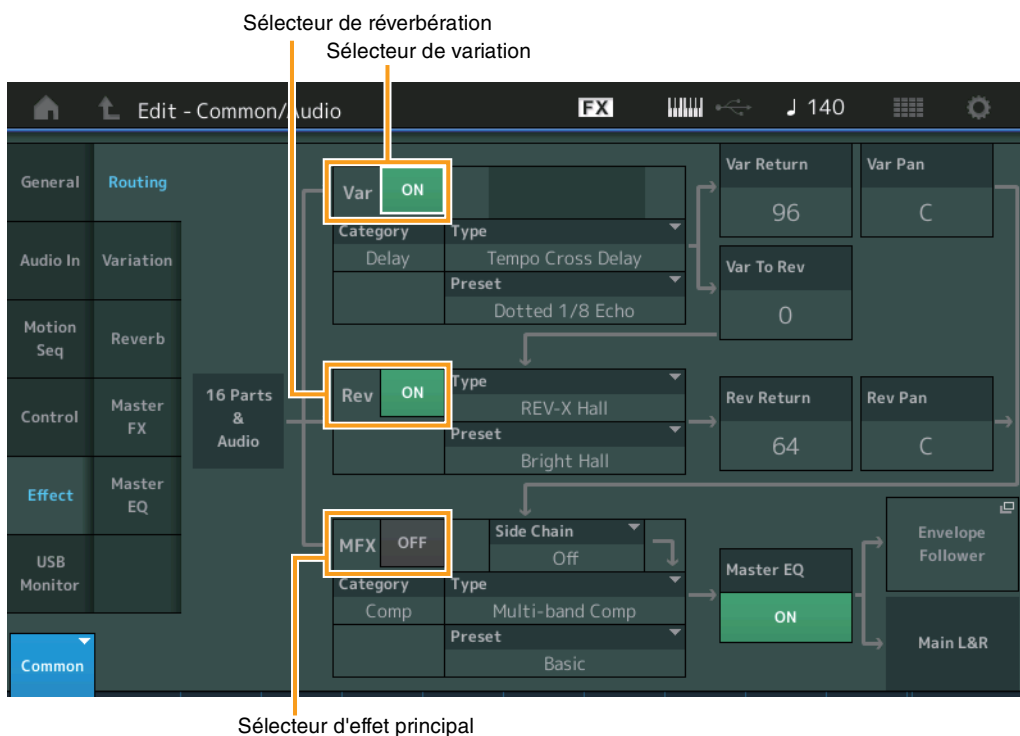 Sélecteur de réverbération
Sélecteur de variation
Edit - Common/Audio
FX
140
General
Routing
Var
ON
Var Return
96
Var Pan
C
Category
Type
Delay
Tempo Cross Delay
Preset
Dotted 1/8 Echo
Audio In
Variation
Var To Rev
0
Motion
Seq
Reverb
16 Parts
&
Audio
Rev
ON
Type
REV-X Hall
Preset
Bright Hall
Rev Return
64
Rev Pan
C
Control
Master
FX
Effect
Master
EQ
MFX
OFF
Side Chain
Off
Category
Type
Comp
Multi-band Comp
Preset
Basic
Master EQ
ON
Envelope
Follower
Main L&R
USB
Monitor
Common
Sélecteur d'effet principal